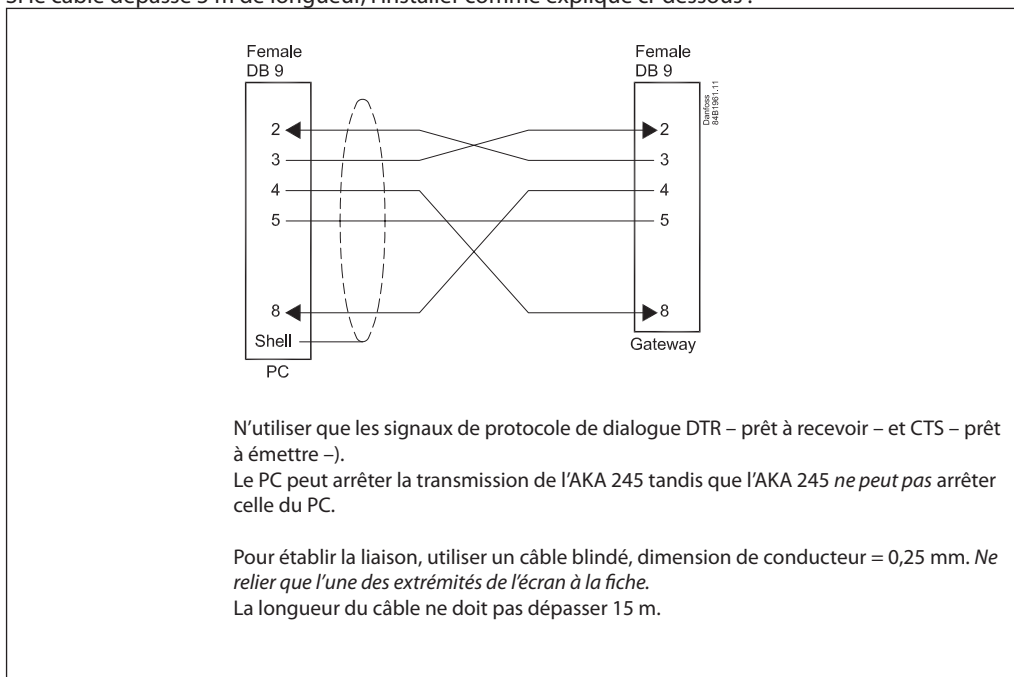 Si le câble dépasse 3 m de longueur, l'installer comme expliqué ci-dessous :
Female
DB 9
Female
DB 9
Danfoss
84B1961.11
2
2
3
3
4
4
5
5
8
8
Shell
Gateway
PC
N'utiliser que les signaux de protocole de dialogue DTR – prêt à recevoir – et CTS – prêt
à émettre –).
Le PC peut arrêter la transmission de l'AKA 245 tandis que l'AKA 245 ne peut pas arrêter
celle du PC.
Pour établir la liaison, utiliser un câble blindé, dimension de conducteur = 0,25 mm. Ne
relier que l'une des extrémités de l'écran à la fiche.
La longueur du câble ne doit pas dépasser 15 m.